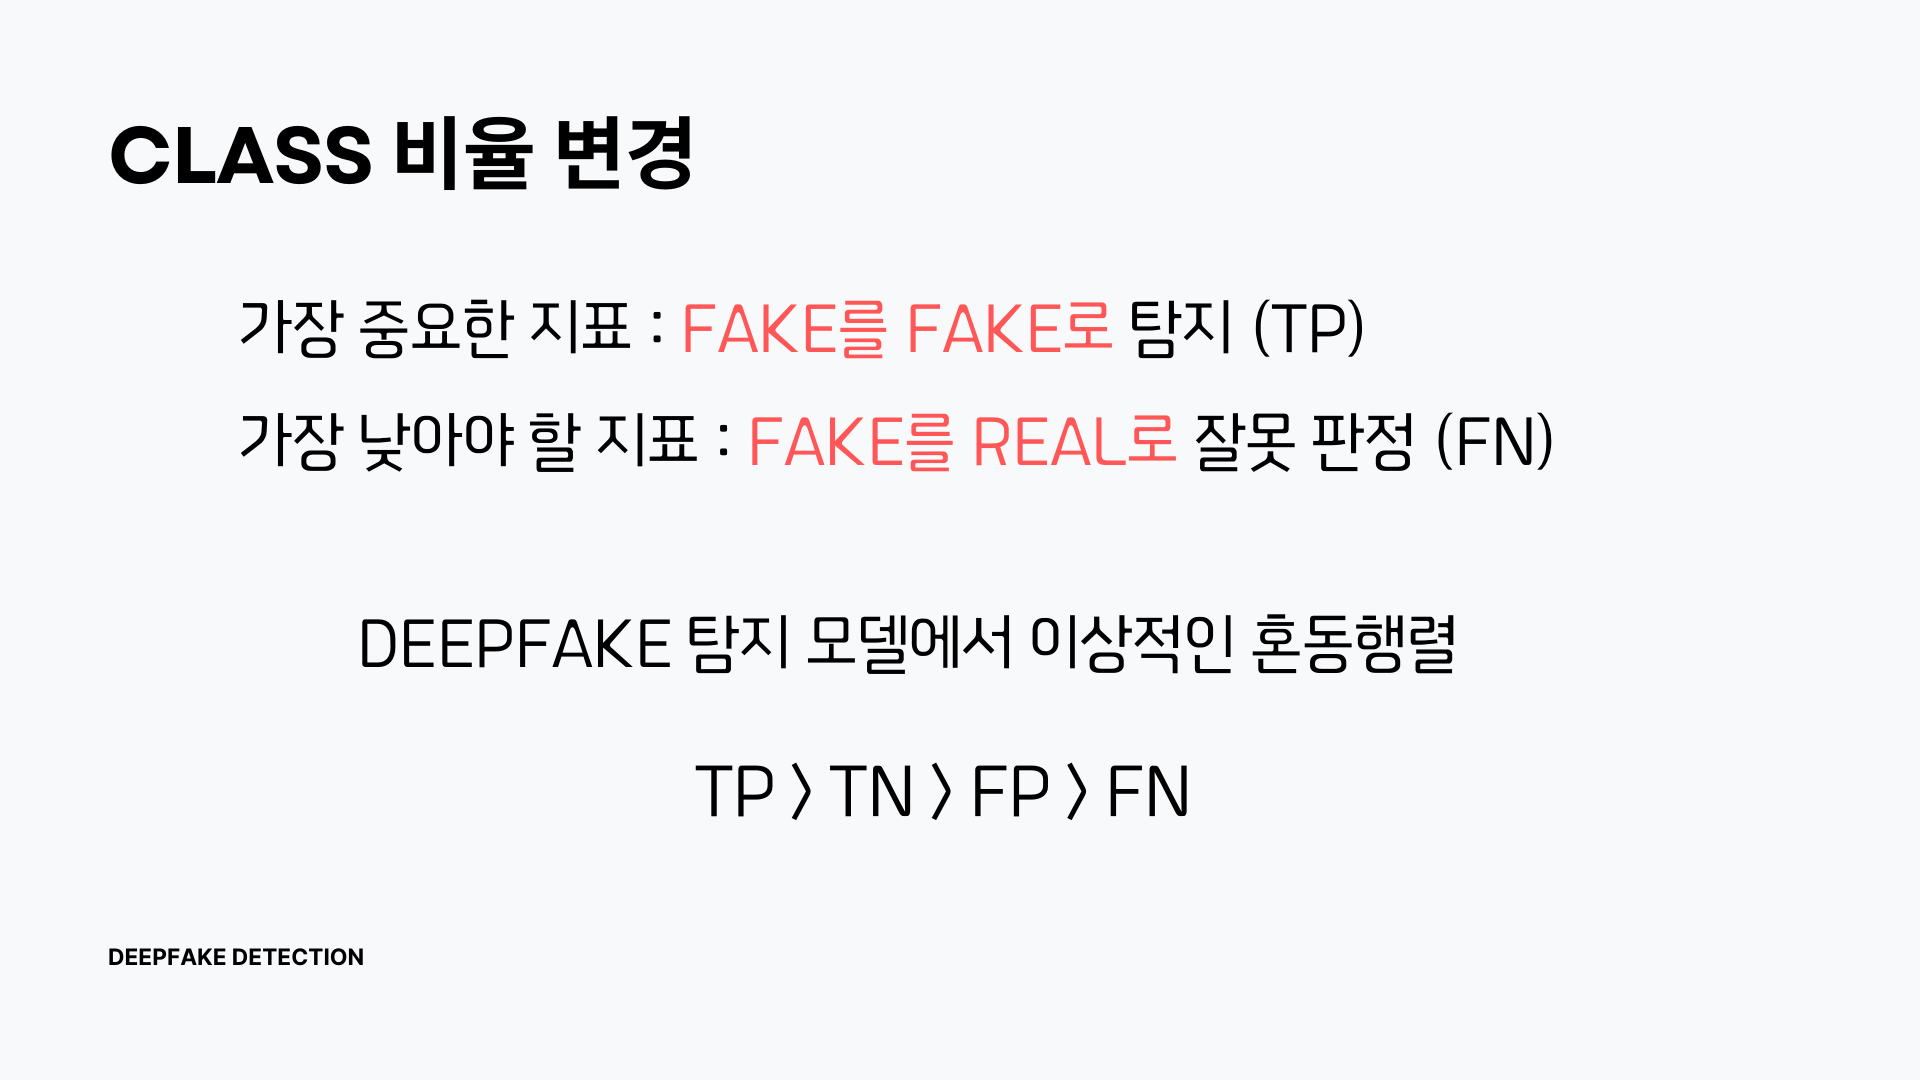 CLASS 비율 변경
가장 중요한 지표 : FAKE를 FAKE로 탐지 (TP)
가장 낮아야 할 지표 : FAKE를 REAL로 잘못 판정 (FN)
DEEPFAKE 탐지 모델에서 이상적인 혼동행렬
TP > TN > FP > FN
DEEPFAKE DETECTION